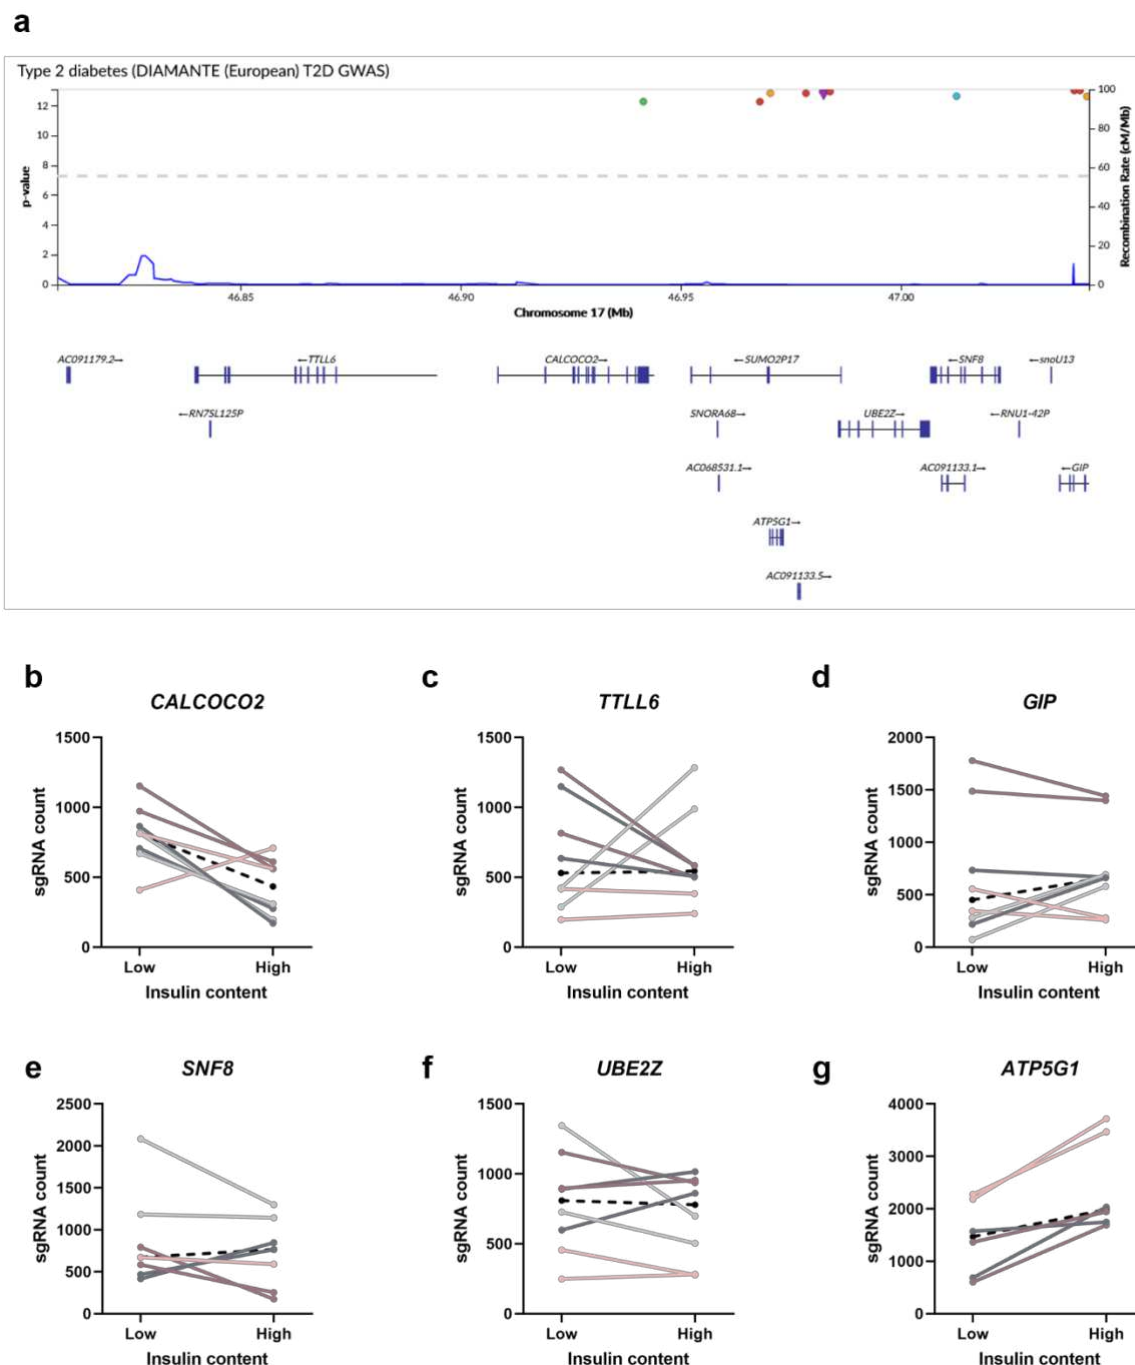 a
Type 2 diabetes (DIAMANTE (European) T2D GWAS)
12
10
8
6
4
2
0
p-value
100
80
60
40
20
0
Recombination Rate (cM/Mb)
46.85
46.90
46.95
47.00
Chromosome 17 (Mb)
AC091179.2→
←TTLL6
CALCOCO2→
←SUMO2P17
←SNF8
←snoU13
←RN7SL125P
SNORA68→
UBE2Z→
←RNU1-42P
AC068531.1→
AC091133.1→
←GIP
ATP5G1→
AC091133.5→
b
CALCOCO2
1500
1000
500
0
sgRNA count
Low
High
Insulin content
c
TTLL6
1500
1000
500
0
sgRNA count
Low
High
Insulin content
d
GIP
2000
1500
1000
500
0
sgRNA count
Low
High
Insulin content
e
SNF8
2500
2000
1500
1000
500
0
sgRNA count
Low
High
Insulin content
f
UBE2Z
1500
1000
500
0
sgRNA count
Low
High
Insulin content
g
ATP5G1
4000
3000
2000
1000
0
sgRNA count
Low
High
Insulin content